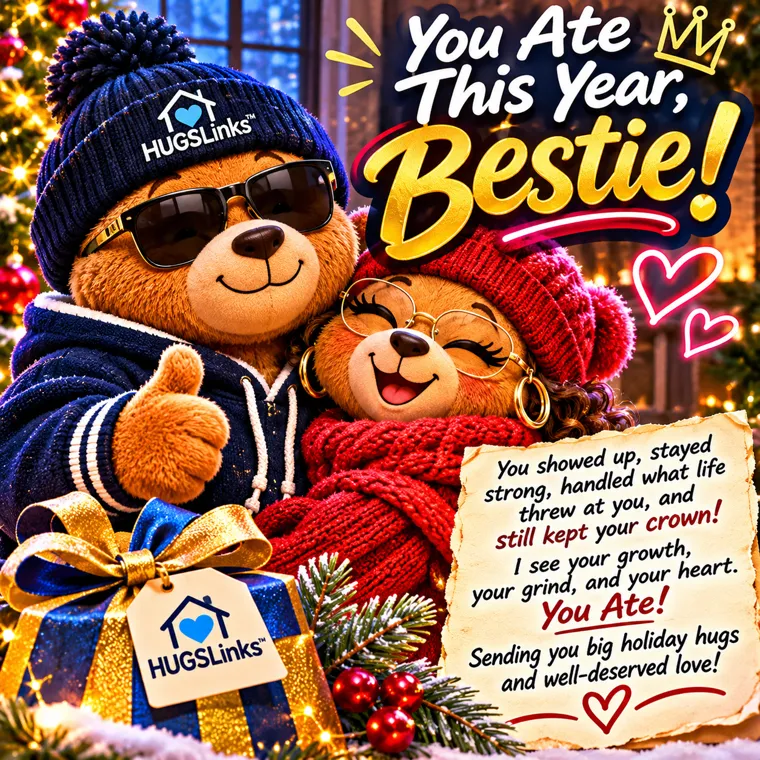 HUGSLinks™
You Ate
This Year,
Bestie!
You showed up, stayed
strong, handled what life
threw at you, and
still kept your crown!
I see your growth,
your grind, and your heart.
You Ate!
Sending you big holiday hugs
and well-deserved love!
HUGSLinks™